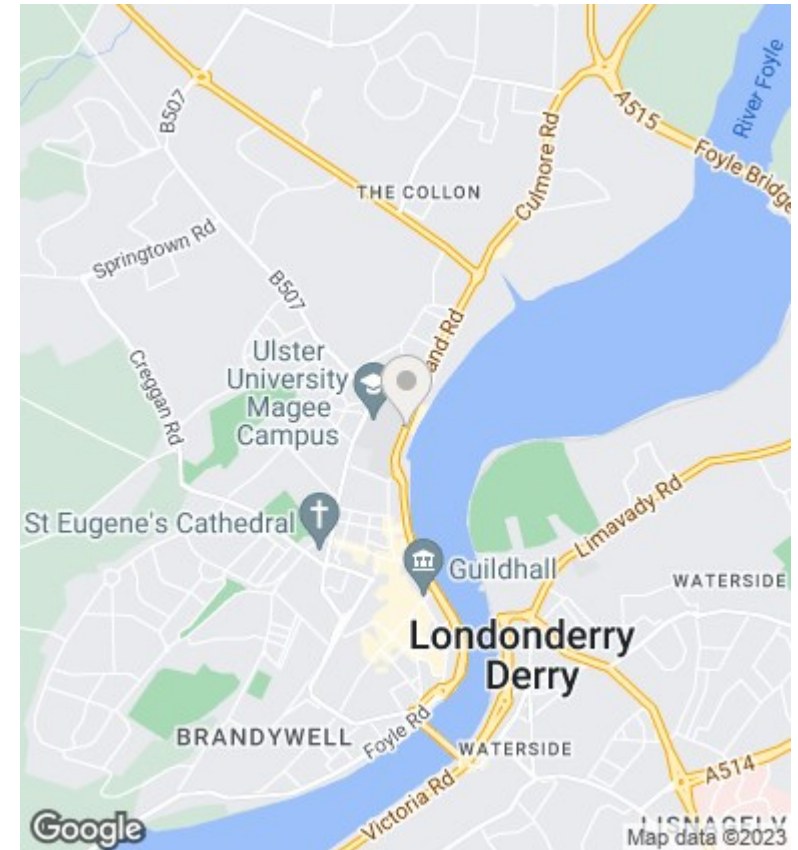 River Foyle
A515
Foyle Bridge
B507
Culmore Rd
THE COLLON
Springtown Rd
B507
and Rd
Ulster
University
Magee
Campus
Creggan Rd
Limavady Rd
St Eugene's Cathedral
Guildhall
WATERSIDE
Londonderry
Derry
BRANDYWELL
Foyle Rd
WATERSIDE
Victoria Rd
A514
LISNAGELV
Google
Map data ©2023